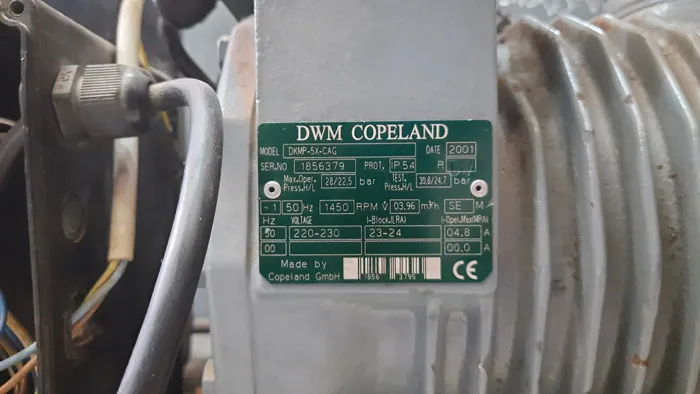 DWM COPELAND
MODEL DKMP-5X-CAG DATE 2001
SER.NO 1856379 PROT. IP54 R
Max.Oper. Press.H/L 28/22.5 bar TEST. Press.H/L 30,8/24.7 bar
~1 50 Hz 1450 RPM V 03,96 m³/h SE M
Hz VOLTAGE I-Block.(LRA) I-Oper.Max(MRA)
50 220-230 23-24 04.8 A
00 00.0 A
Made by
Copeland GmbH 1856 3795 CE